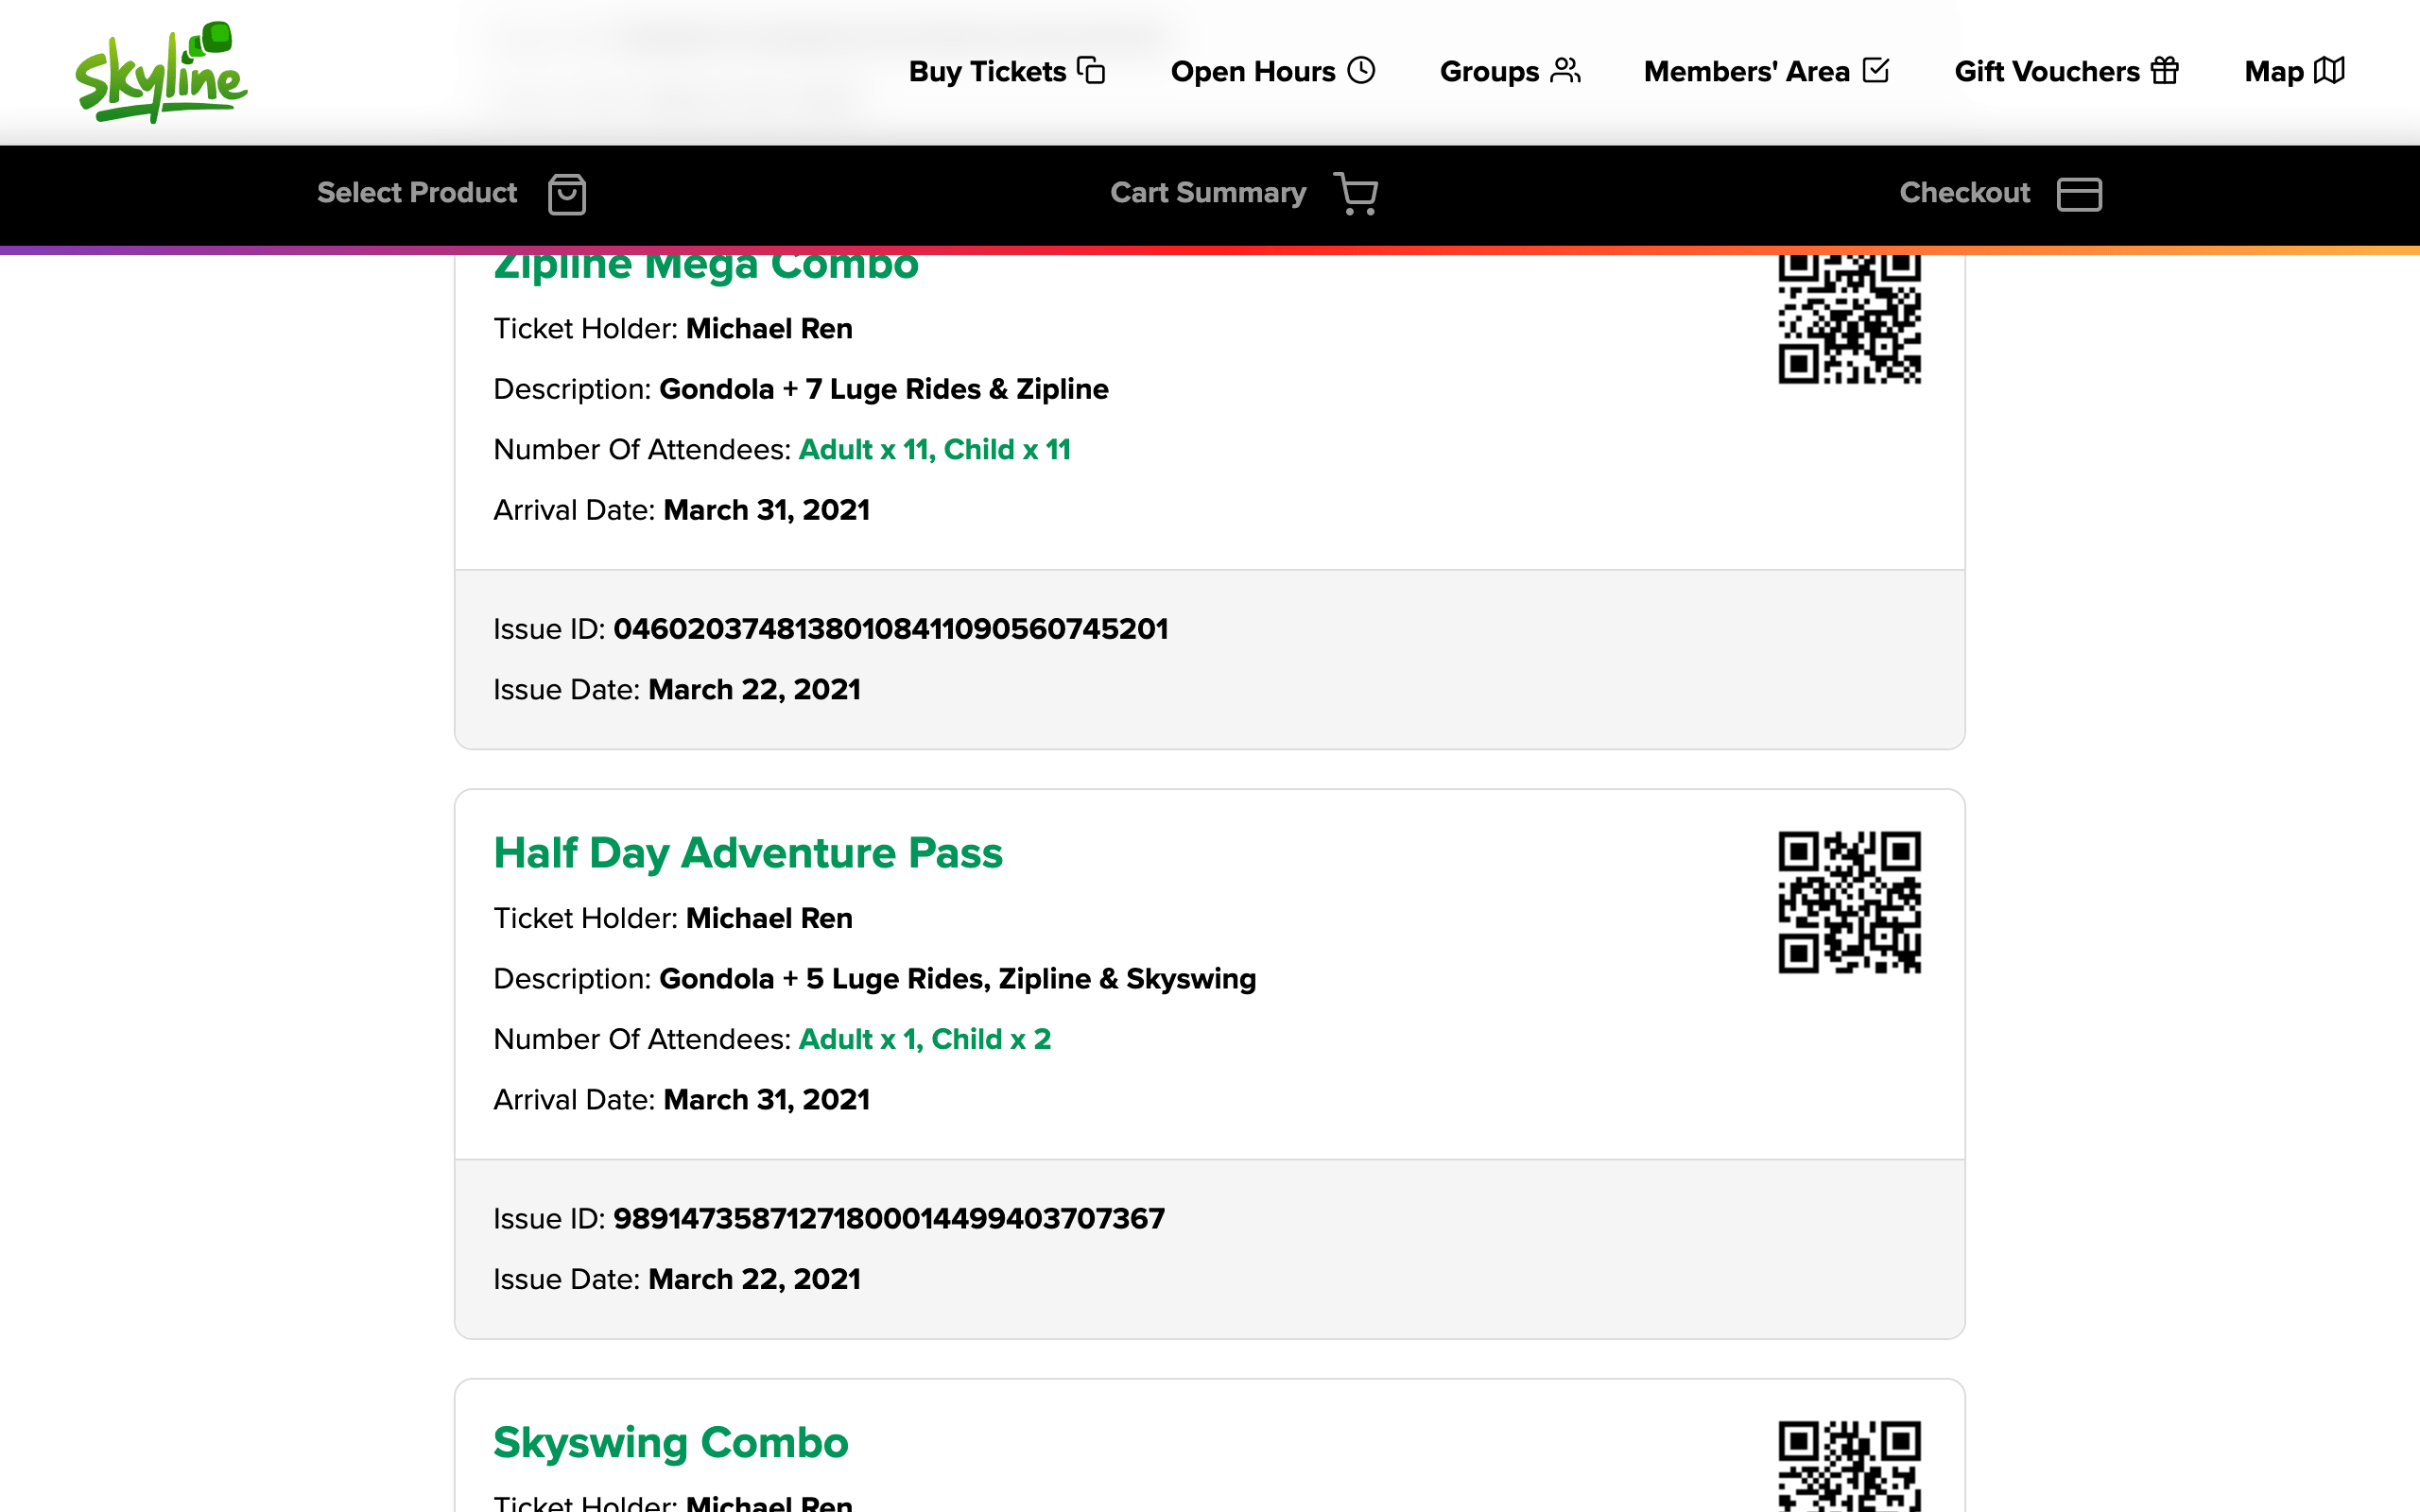 skyline
Buy Tickets
Open Hours
Groups
Members' Area
Gift Vouchers
Map
Select Product
Cart Summary
Checkout
Zipline Mega Combo
Ticket Holder: Michael Ren
Description: Gondola + 7 Luge Rides & Zipline
Number Of Attendees: Adult x 11, Child x 11
Arrival Date: March 31, 2021
Issue ID: 04602037481380108411090560745201
Issue Date: March 22, 2021
Half Day Adventure Pass
Ticket Holder: Michael Ren
Description: Gondola + 5 Luge Rides, Zipline & Skyswing
Number Of Attendees: Adult x 1, Child x 2
Arrival Date: March 31, 2021
Issue ID: 98914735871271800014499403707367
Issue Date: March 22, 2021
Skyswing Combo
Ticket Holder: Michael Ren